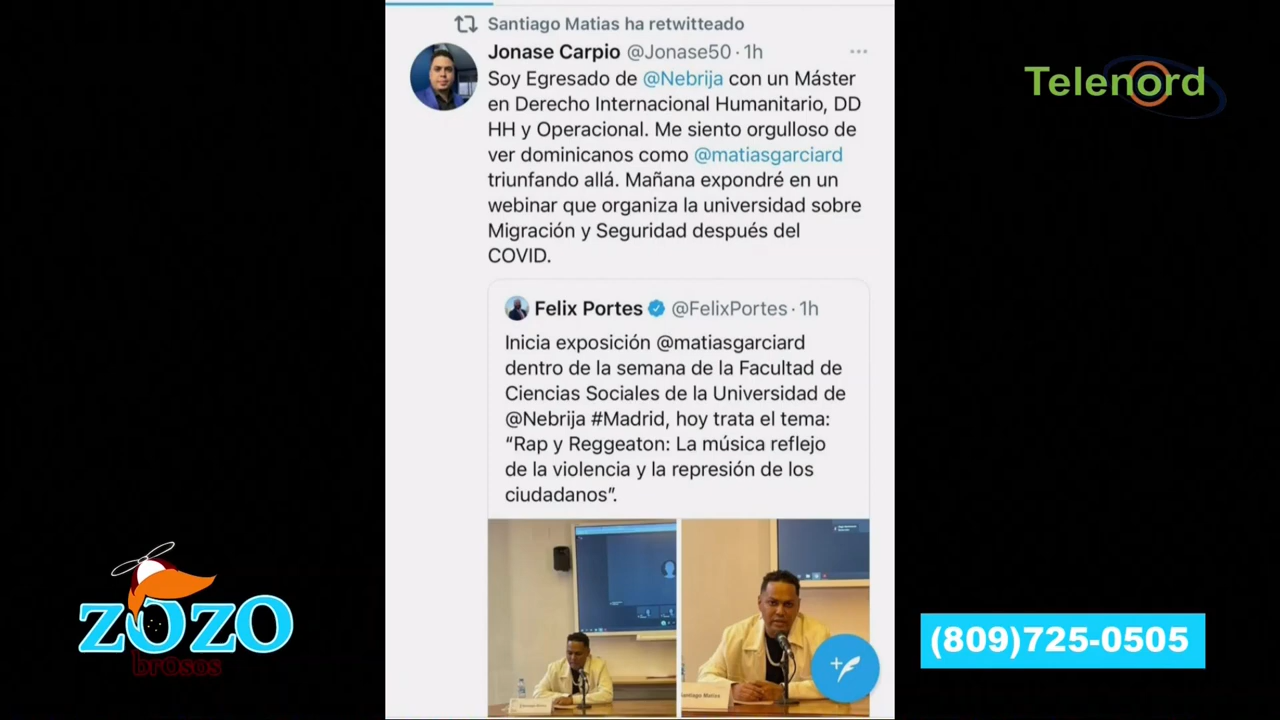 Santiago Matias ha retwitteado
Jonase Carpio @Jonase50 · 1h
Soy Egresado de @Nebrija con un Máster
en Derecho Internacional Humanitario, DD
HH y Operacional. Me siento orgulloso de
ver dominicanos como @matiasgarciard
triunfando allá. Mañana expondré en un
webinar que organiza la universidad sobre
Migración y Seguridad después del
COVID.
Felix Portes @FelixPortes · 1h
Inicia exposición @matiasgarciard
dentro de la semana de la Facultad de
Ciencias Sociales de la Universidad de
@Nebrija #Madrid, hoy trata el tema:
“Rap y Reggeaton: La música reflejo
de la violencia y la represión de los
ciudadanos”.
Santiago Matías
Telenord
ZOZO
brosos
(809)725-0505